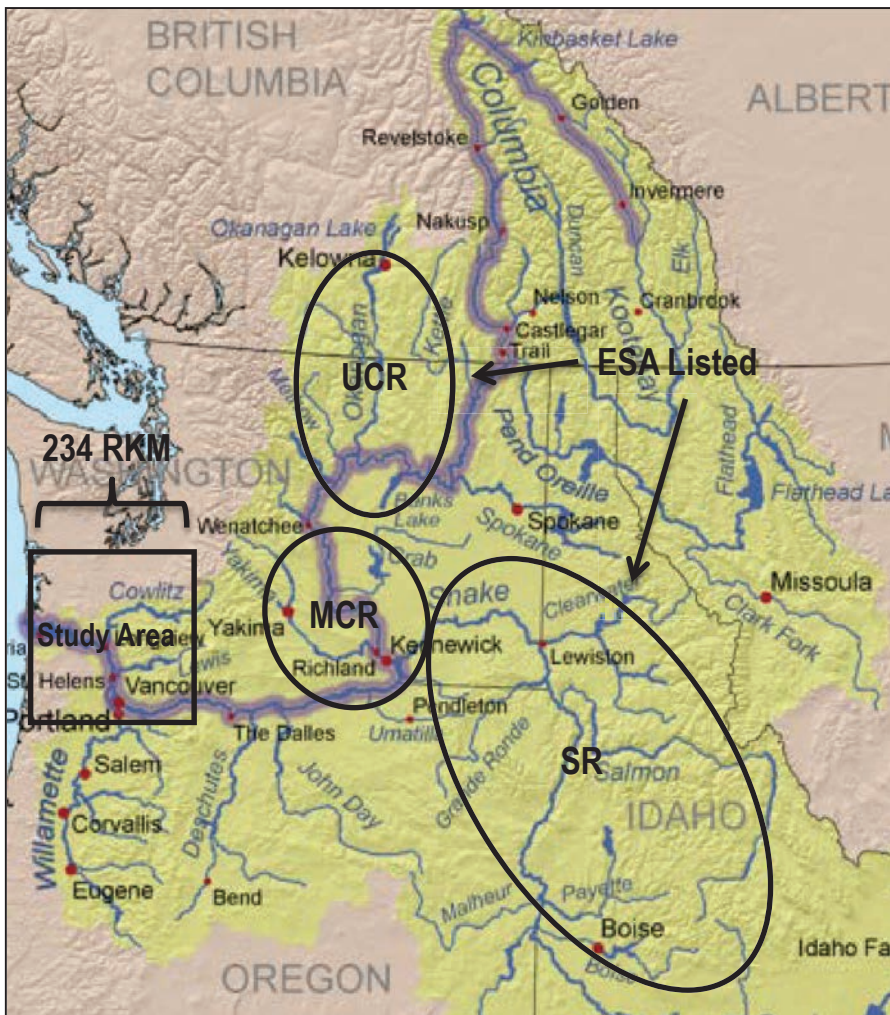 BRITISH
COLUMBIA
Kinbasket Lake
ALBERT
Golden
Columbia
Revelstoke
Invermere
Okanagan Lake
Nakusp
Duncan
Elk
Kelowna
Nelson
Cranbrook
Kettle
Kootenay
Castlegar
Trail
ESA Listed
UCR
Okanogan
234 RKM
WASHINGTON
Pend Oreille
Flathead
M
Flathead La
Banks
Lake
Wenatchee
Spokane
Spokane
Crab
Yakima
Cowlitz
Snake
Clearwater
Missoula
Study Area
Yakima
MCR
Kennewick
Clark Fork
Richland
Lewiston
Lewis
St. Helens
Vancouver
Portland
Pendleton
The Dalles
Umatilla
Grande Ronde
SR
Salmon
Salem
Willamette
Deschutes
John Day
IDAHO
Corvallis
Eugene
Bend
Malheur
Payette
Boise
Idaho Fa
Boise
OREGON